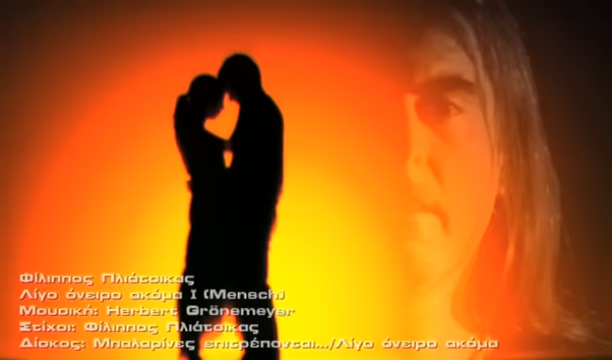 Φίλιππος Πλιάτσικας
Λίγο όνειρο ακόμα I (Mensch)
Μουσική: Herbert Grönemeyer
Στίχοι: Φίλιππος Πλιάτσικας
Δίσκος: Μπαλαρίνες επιτρέπονται.../Λίγο όνειρο ακόμα